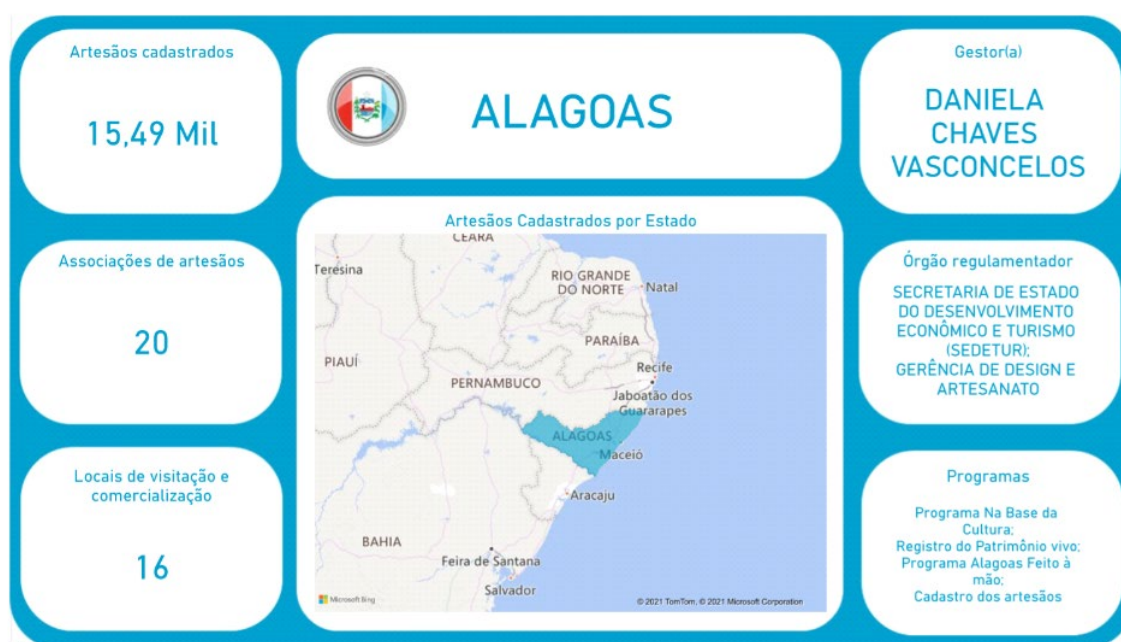 Artesãos cadastrados
15,49 Mil
ALAGOAS
Gestor(a)
DANIELA
CHAVES
VASCONCELOS
Associações de artesãos
20
Artesãos Cadastrados por Estado
CEARÁ
Teresina
RIO GRANDE
DO NORTE
Natal
PARAÍBA
PIAUÍ
Recife
PERNAMBUCO
Jaboatão dos
Guararapes
ALAGOAS
Maceió
Aracaju
BAHIA
Feira de Santana
Salvador
Microsoft Bing
© 2021 TomTom, © 2021 Microsoft Corporation
Órgão regulamentador
SECRETARIA DE ESTADO
DO DESENVOLVIMENTO
ECONÔMICO E TURISMO
(SEDETUR);
GERÊNCIA DE DESIGN E
ARTESANATO
Locais de visitação e
comercialização
16
Programas
Programa Na Base da
Cultura;
Registro do Patrimônio vivo;
Programa Alagoas Feito à
mão;
Cadastro dos artesãos